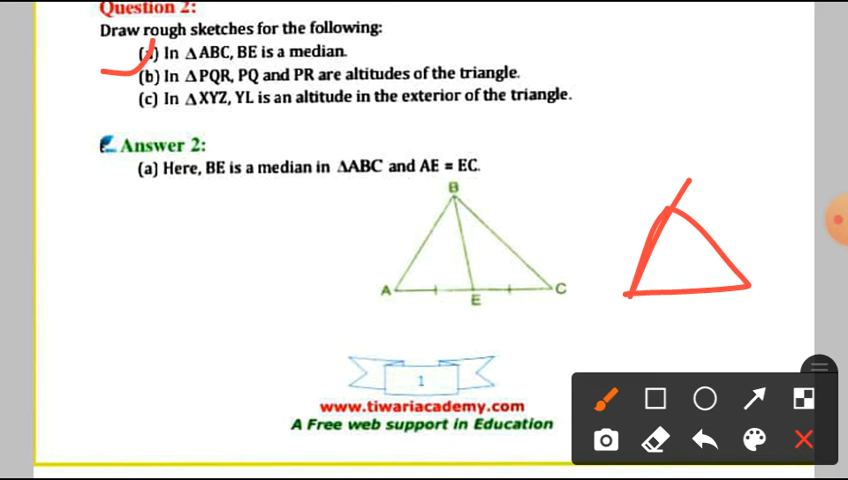 Question 2:
Draw rough sketches for the following:
(a) In ΔABC, BE is a median.
(b) In ΔPQR, PQ and PR are altitudes of the triangle.
(c) In ΔXYZ, YL is an altitude in the exterior of the triangle.
Answer 2:
(a) Here, BE is a median in ΔABC and AE = EC.
B
A
E
C
1
www.tiwariacademy.com
A Free web support in Education